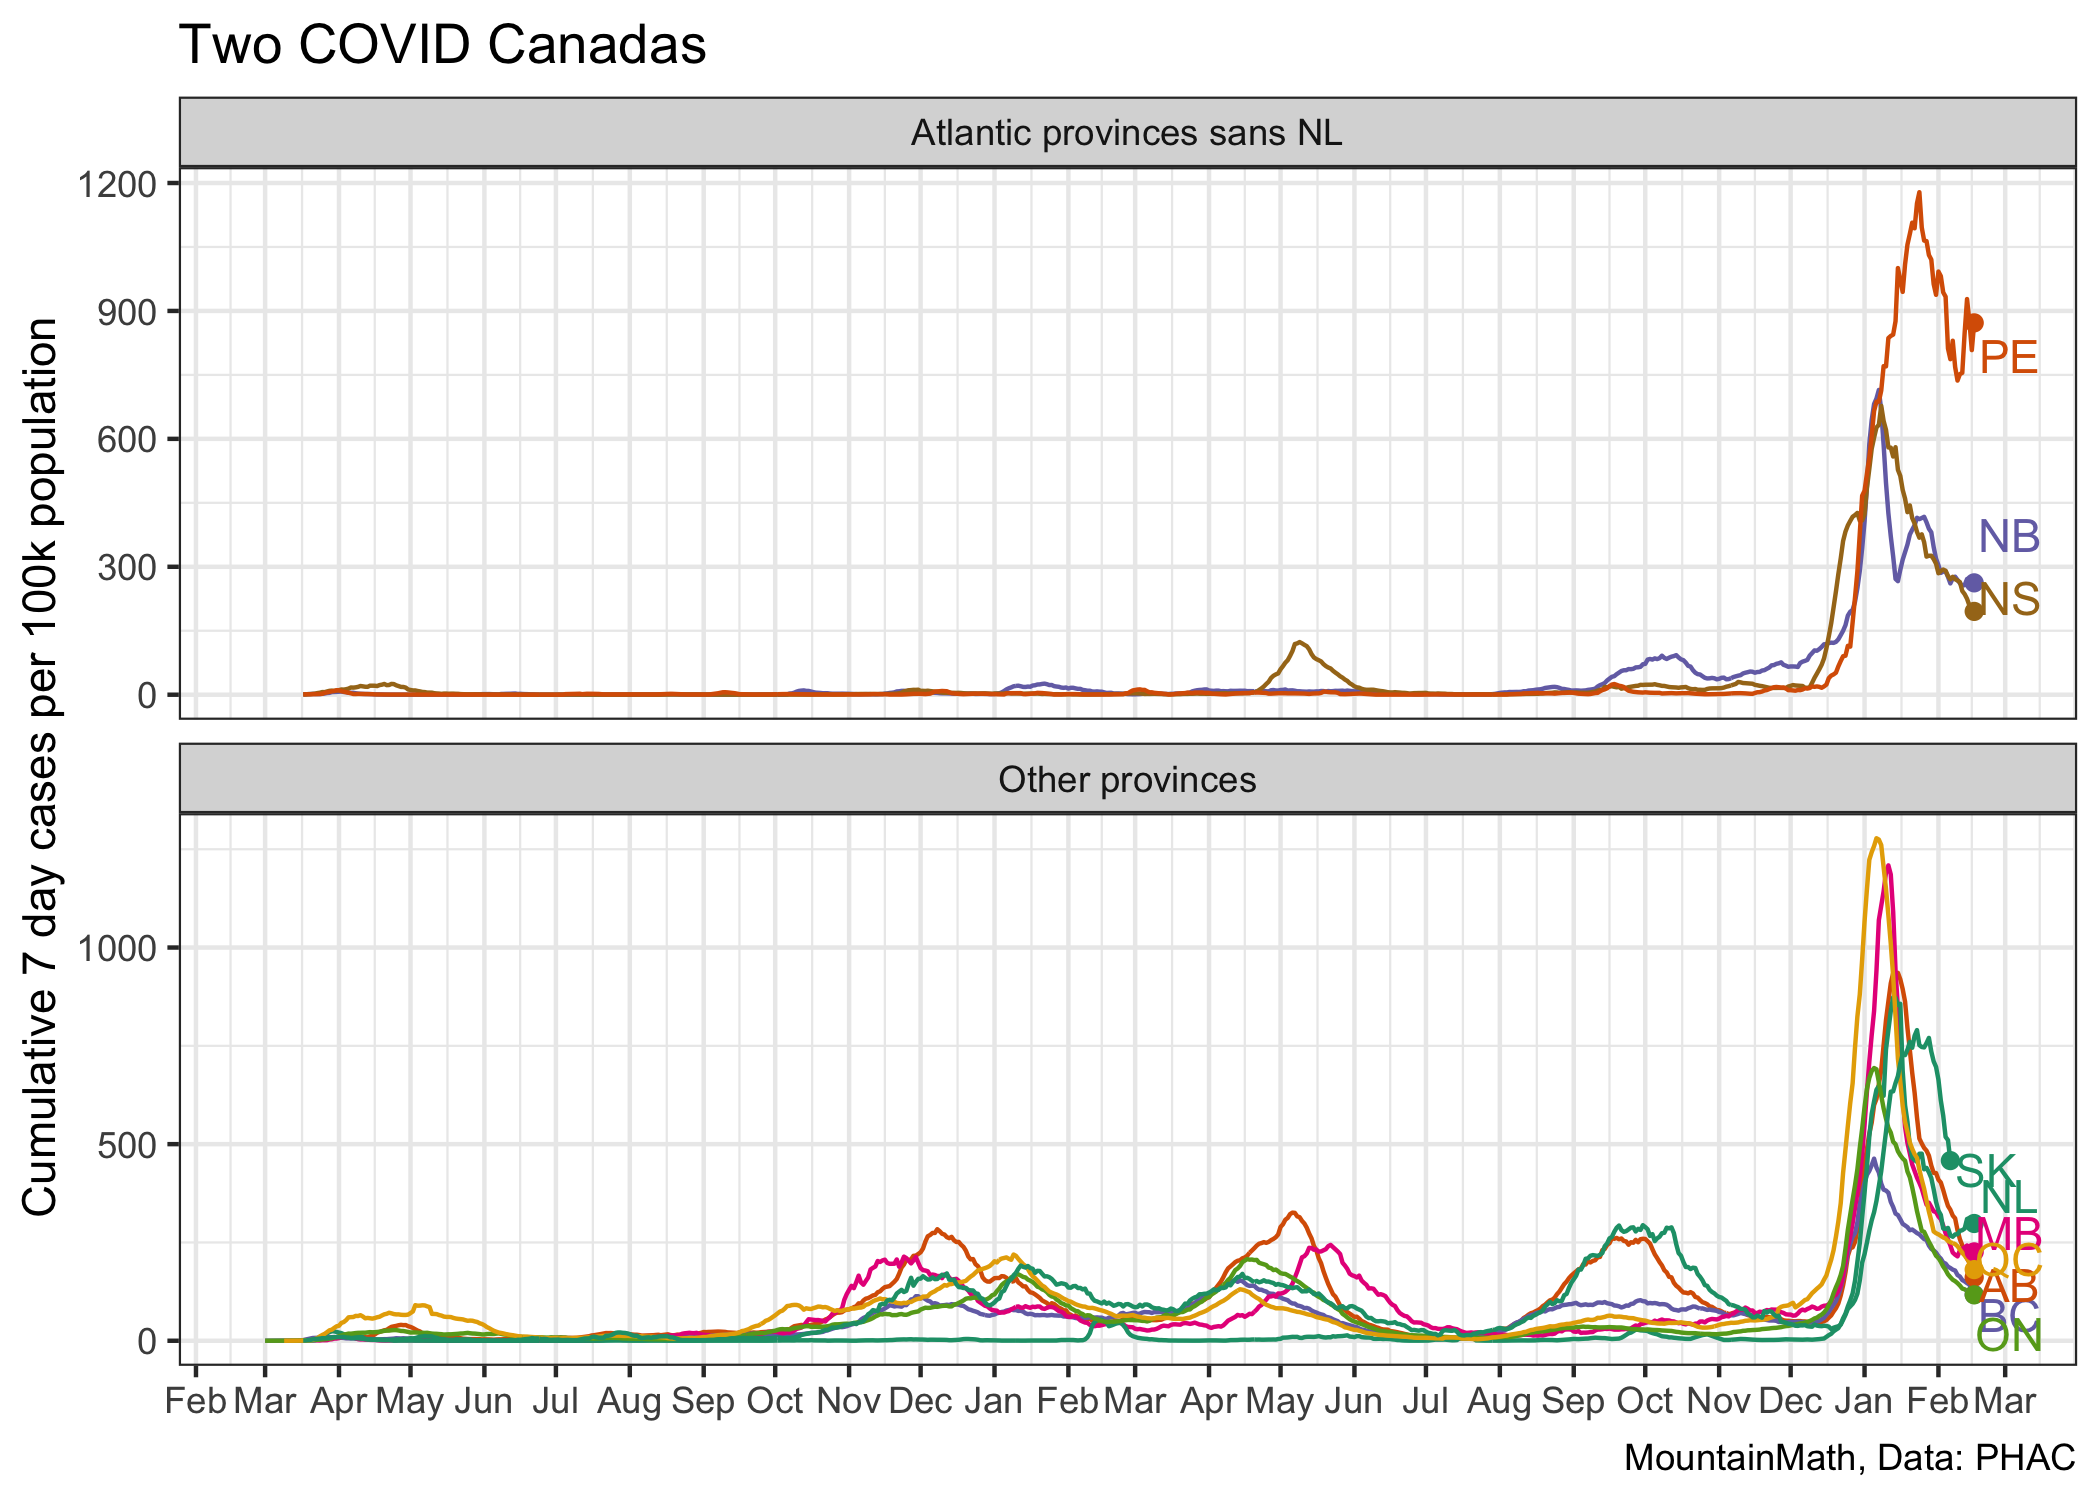 Two COVID Canadas
Atlantic provinces sans NL
Cumulative 7 day cases per 100k population
1200
900
600
300
0
PE
NB
NS
Other provinces
1000
500
0
SK
NL
MB
QC
AB
BC
ON
Feb Mar Apr May Jun Jul Aug Sep Oct Nov Dec Jan Feb Mar Apr May Jun Jul Aug Sep Oct Nov Dec Jan Feb Mar
MountainMath, Data: PHAC